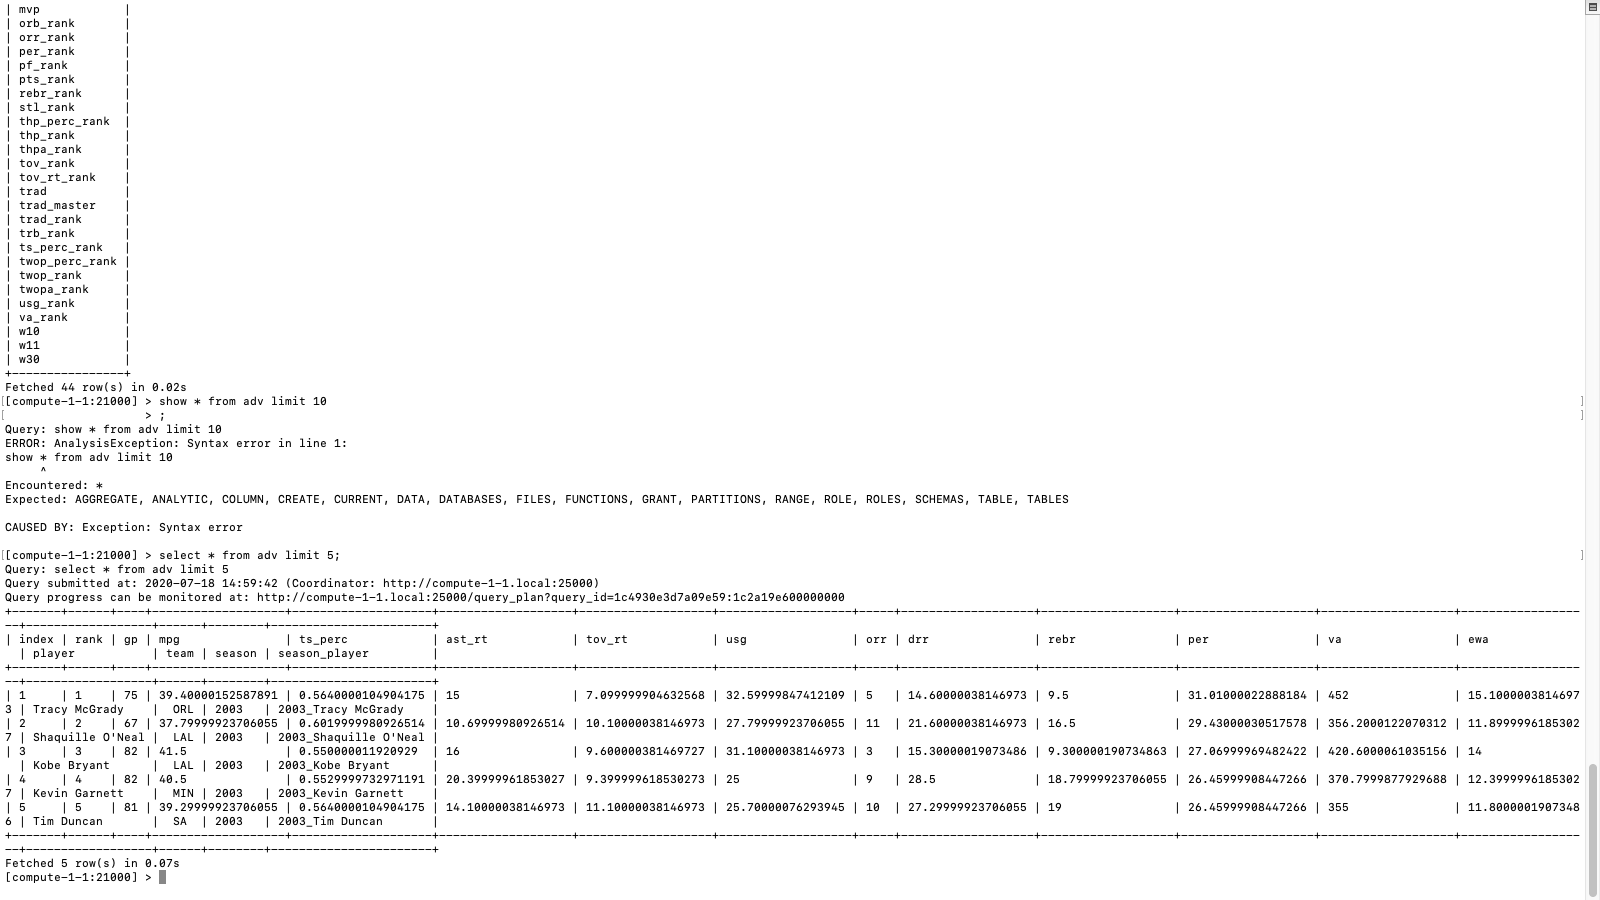 | mvp            |
| orb_rank       |
| orr_rank       |
| per_rank       |
| pf_rank        |
| pts_rank       |
| rebr_rank      |
| stl_rank       |
| thp_perc_rank  |
| thp_rank       |
| thpa_rank      |
| tov_rank       |
| tov_rt_rank    |
| trad           |
| trad_master    |
| trad_rank      |
| trb_rank       |
| ts_perc_rank   |
| twop_perc_rank |
| twop_rank      |
| twopa_rank     |
| usg_rank       |
| va_rank        |
| w10            |
| w11            |
| w30            |
+----------------+
Fetched 44 row(s) in 0.02s
[[compute-1-1:21000] > show * from adv limit 10 ]
[                    > ; ]
Query: show * from adv limit 10
ERROR: AnalysisException: Syntax error in line 1:
show * from adv limit 10
     ^
Encountered: *
Expected: AGGREGATE, ANALYTIC, COLUMN, CREATE, CURRENT, DATA, DATABASES, FILES, FUNCTIONS, GRANT, PARTITIONS, RANGE, ROLE, ROLES, SCHEMAS, TABLE, TABLES
CAUSED BY: Exception: Syntax error
[[compute-1-1:21000] > select * from adv limit 5; ]
Query: select * from adv limit 5
Query submitted at: 2020-07-18 14:59:42 (Coordinator: http://compute-1-1.local:25000)
Query progress can be monitored at: http://compute-1-1.local:25000/query_plan?query_id=1c4930e3d7a09e59:1c2a19e600000000
+-------+------+----+-------------------+--------------------+-------------------+-------------------+-------------------+-----+-------------------+-------------------+-------------------+-------------------+-----------------
--+------------------+------+--------+-----------------------+
| index | rank | gp | mpg               | ts_perc            | ast_rt            | tov_rt            | usg               | orr | drr               | rebr              | per               | va                | ewa
  | player           | team | season | season_player         |
+-------+------+----+-------------------+--------------------+-------------------+-------------------+-------------------+-----+-------------------+-------------------+-------------------+-------------------+-----------------
--+------------------+------+--------+-----------------------+
| 1     | 1    | 75 | 39.40000152587891 | 0.5640000104904175 | 15                | 7.099999904632568 | 32.59999847412109 | 5   | 14.60000038146973 | 9.5               | 31.01000022888184 | 452               | 15.1000003814697
3 | Tracy McGrady    | ORL  | 2003   | 2003_Tracy McGrady    |
| 2     | 2    | 67 | 37.79999923706055 | 0.6019999980926514 | 10.69999980926514 | 10.10000038146973 | 27.79999923706055 | 11  | 21.60000038146973 | 16.5              | 29.43000030517578 | 356.2000122070312 | 11.8999996185302
7 | Shaquille O'Neal | LAL  | 2003   | 2003_Shaquille O'Neal |
| 3     | 3    | 82 | 41.5              | 0.550000011920929  | 16                | 9.600000381469727 | 31.10000038146973 | 3   | 15.30000019073486 | 9.300000190734863 | 27.06999969482422 | 420.6000061035156 | 14
  | Kobe Bryant      | LAL  | 2003   | 2003_Kobe Bryant      |
| 4     | 4    | 82 | 40.5              | 0.5529999732971191 | 20.39999961853027 | 9.399999618530273 | 25                | 9   | 28.5              | 18.79999923706055 | 26.45999908447266 | 370.7999877929688 | 12.3999996185302
7 | Kevin Garnett    | MIN  | 2003   | 2003_Kevin Garnett    |
| 5     | 5    | 81 | 39.29999923706055 | 0.5640000104904175 | 14.10000038146973 | 11.10000038146973 | 25.70000076293945 | 10  | 27.29999923706055 | 19                | 26.45999908447266 | 355               | 11.8000001907348
6 | Tim Duncan       | SA   | 2003   | 2003_Tim Duncan       |
+-------+------+----+-------------------+--------------------+-------------------+-------------------+-------------------+-----+-------------------+-------------------+-------------------+-------------------+-----------------
--+------------------+------+--------+-----------------------+
Fetched 5 row(s) in 0.07s
[compute-1-1:21000] >